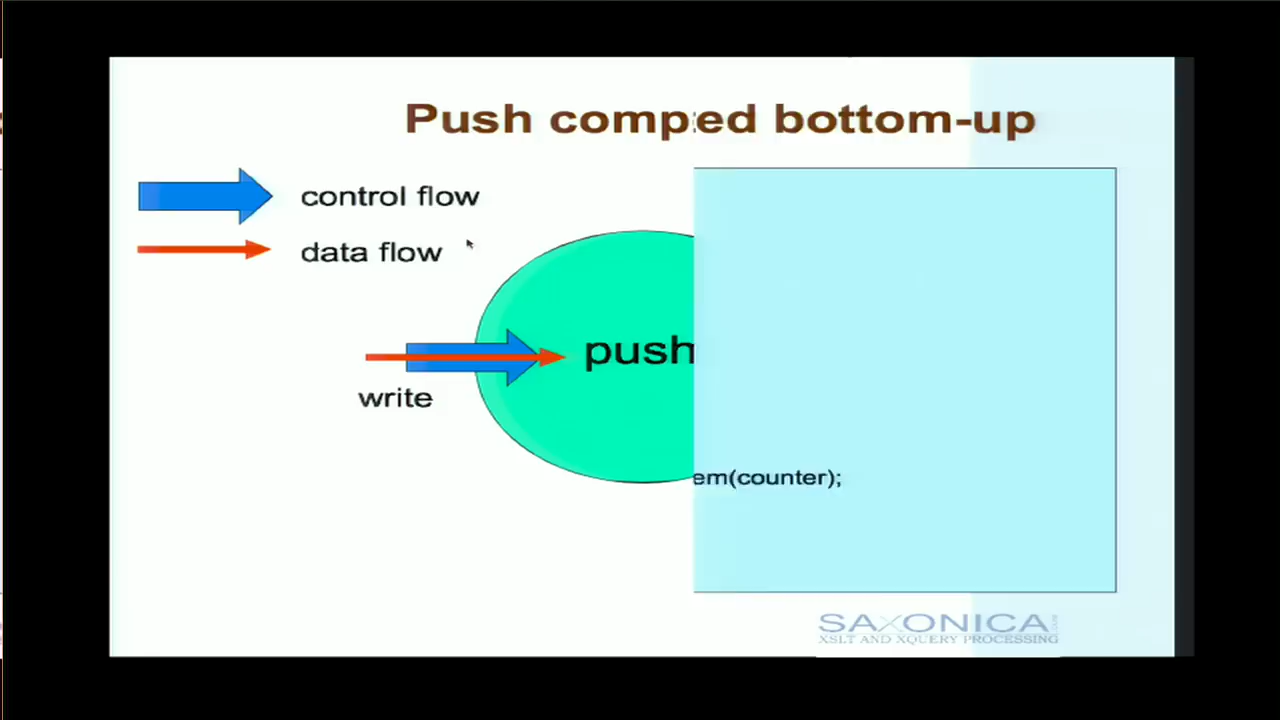 Push comped bottom-up
control flow
data flow
push
write
em(counter);
SAXONICA
XSLT AND XQUERY PROCESSING